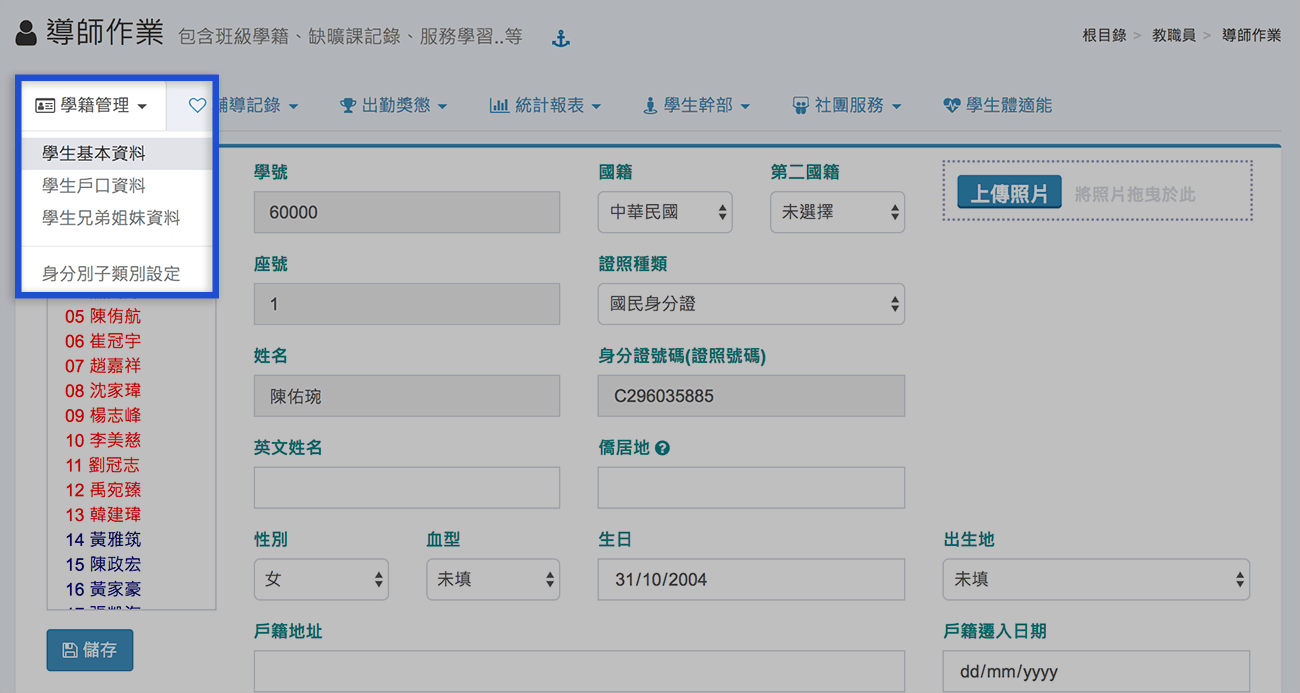 導師作業 包含班級學籍、缺曠課記錄、服務學習..等
根目錄 > 教職員 > 導師作業
學籍管理 輔導記錄 出勤獎懲 統計報表 學生幹部 社團服務 學生體適能
學生基本資料
學生戶口資料
學生兄弟姐妹資料
身分別子類別設定
05 陳侑航
06 崔冠宇
07 趙嘉祥
08 沈家瑋
09 楊志峰
10 李美慈
11 劉冠志
12 禹宛臻
13 韓建瑋
14 黃雅筑
15 陳政宏
16 黃家豪
儲存
學號 國籍 第二國籍
60000 中華民國 未選擇
上傳照片 將照片拖曳於此
座號 證照種類
1 國民身分證
姓名 身分證號碼(證照號碼)
陳佑琬 C296035885
英文姓名 僑居地
性別 血型 生日 出生地
女 未填 31/10/2004 未填
戶籍地址 戶籍遷入日期
dd/mm/yyyy